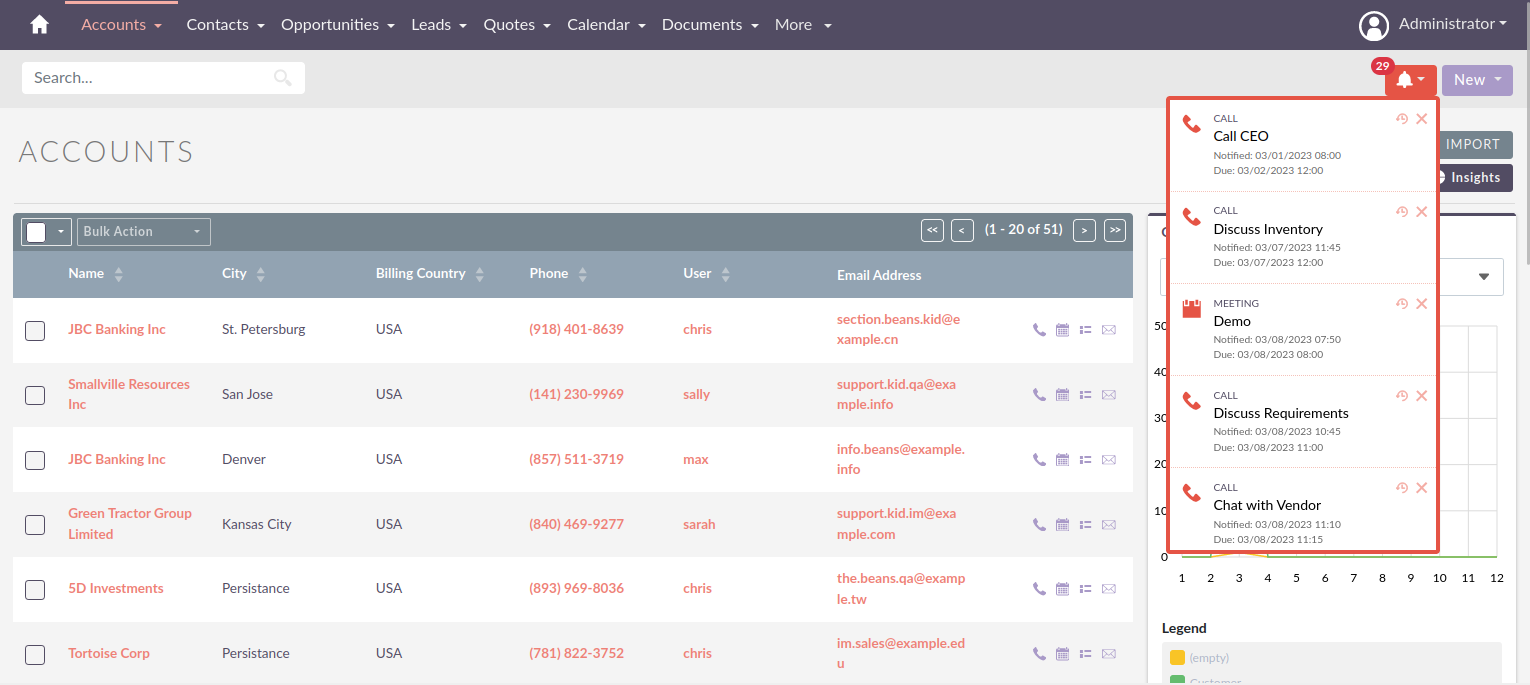 Accounts Contacts Opportunities Leads Quotes Calendar Documents More Administrator
Search...
29
New
ACCOUNTS
IMPORT
Insights
Bulk Action
<< < (1 - 20 of 51) > >>
Name City Billing Country Phone User Email Address
JBC Banking Inc St. Petersburg USA (918) 401-8639 chris section.beans.kid@e
xample.cn
Smallville Resources
Inc San Jose USA (141) 230-9969 sally support.kid.qa@exa
mple.info
JBC Banking Inc Denver USA (857) 511-3719 max info.beans@example.
info
Green Tractor Group
Limited Kansas City USA (840) 469-9277 sarah support.kid.im@exa
mple.com
5D Investments Persistance USA (893) 969-8036 chris the.beans.qa@examp
le.tw
Tortoise Corp Persistance USA (781) 822-3752 chris im.sales@example.ed
u
CALL
Call CEO
Notified: 03/01/2023 08:00
Due: 03/02/2023 12:00
CALL
Discuss Inventory
Notified: 03/07/2023 11:45
Due: 03/07/2023 12:00
MEETING
Demo
Notified: 03/08/2023 07:50
Due: 03/08/2023 08:00
CALL
Discuss Requirements
Notified: 03/08/2023 10:45
Due: 03/08/2023 11:00
CALL
Chat with Vendor
Notified: 03/08/2023 11:10
Due: 03/08/2023 11:15
50
40
30
20
10
0
1 2 3 4 5 6 7 8 9 10 11 12
Legend
(empty)
Customer